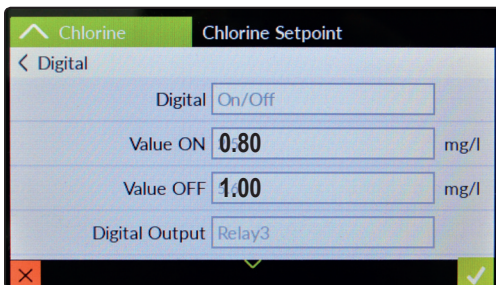 Chlorine Chlorine Setpoint
Digital
Digital On/Off
Value ON 0.80 mg/l
Value OFF 1.00 mg/l
Digital Output Relay3